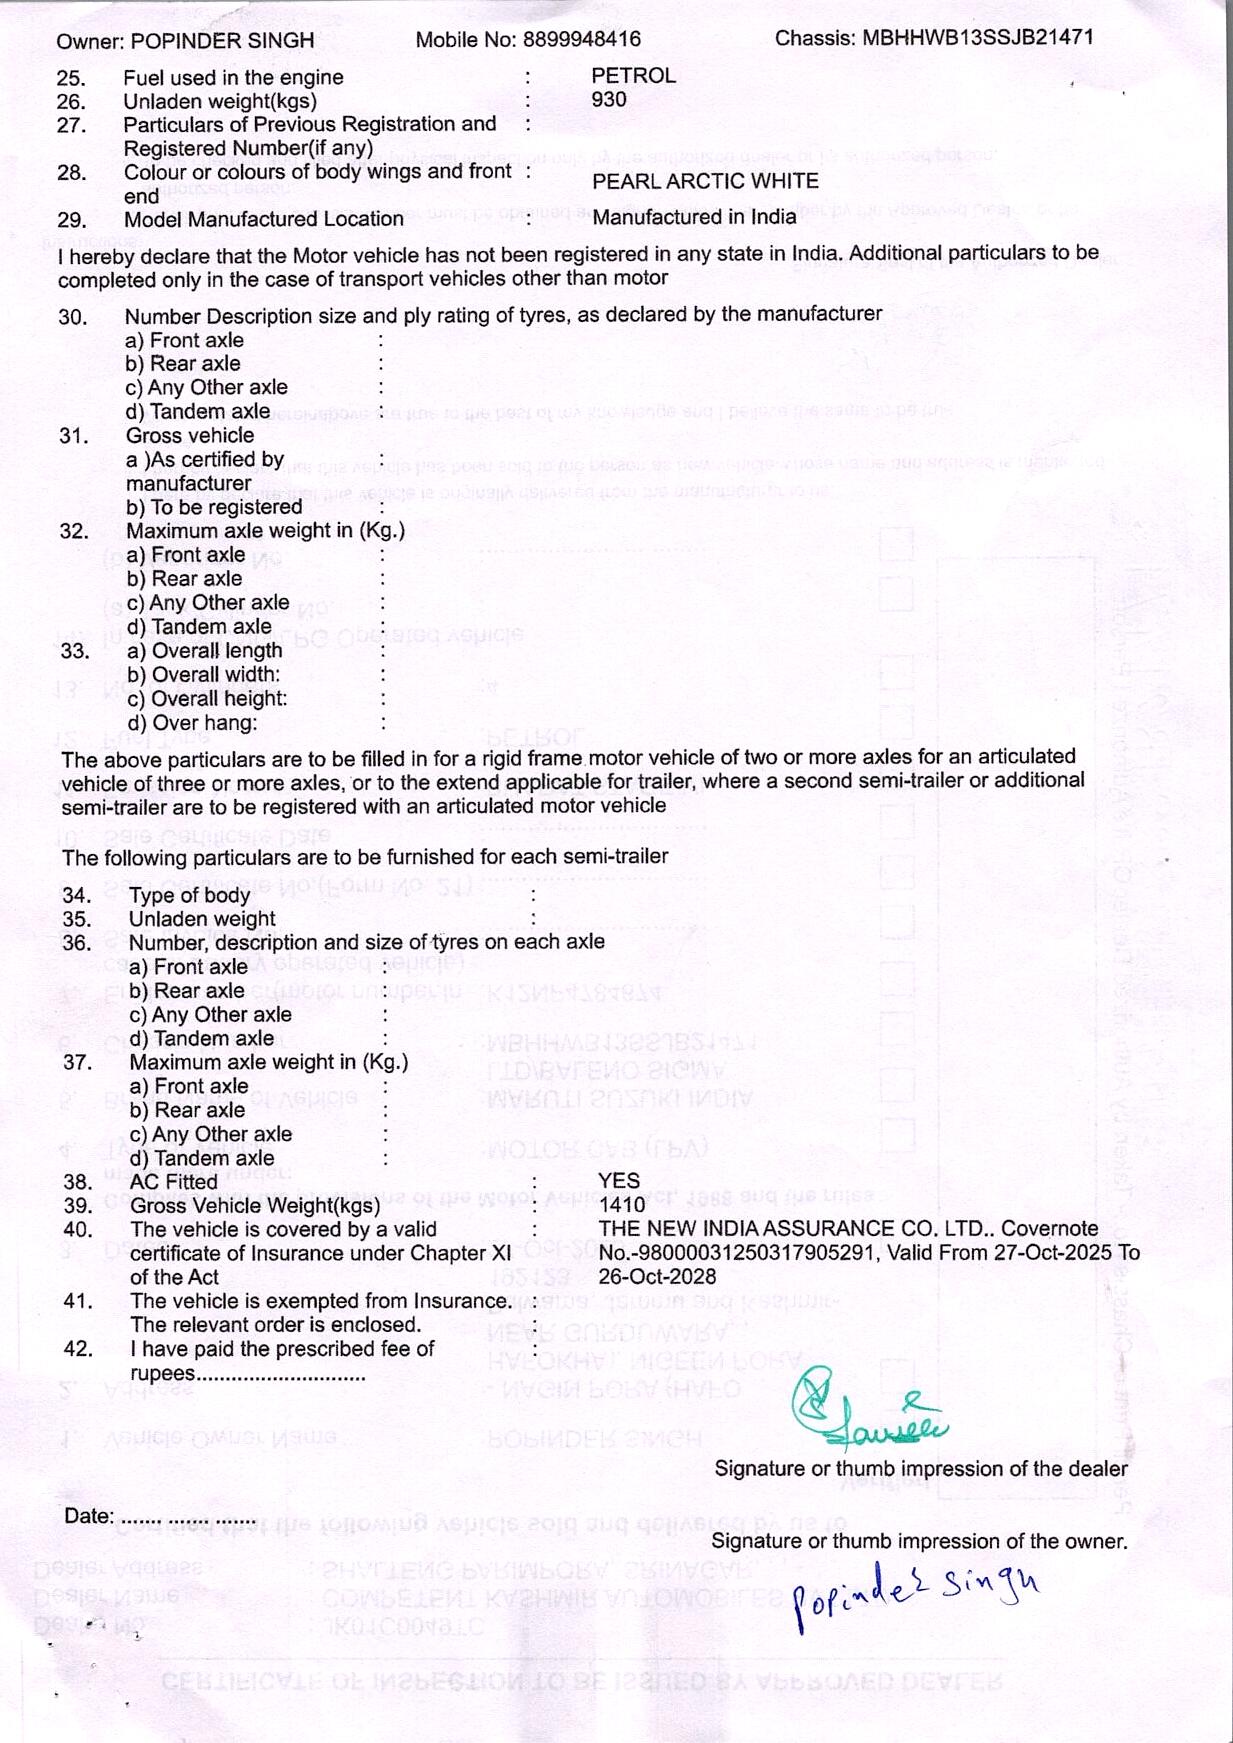 Owner: POPINDER SINGH Mobile No: 8899948416 Chassis: MBHHWB13SSJB21471
25. Fuel used in the engine : PETROL
26. Unladen weight(kgs) : 930
27. Particulars of Previous Registration and :
Registered Number(if any)
28. Colour or colours of body wings and front : PEARL ARCTIC WHITE
end
29. Model Manufactured Location : Manufactured in India
I hereby declare that the Motor vehicle has not been registered in any state in India. Additional particulars to be
completed only in the case of transport vehicles other than motor
30. Number Description size and ply rating of tyres, as declared by the manufacturer
a) Front axle :
b) Rear axle :
c) Any Other axle :
d) Tandem axle :
31. Gross vehicle
a )As certified by :
manufacturer
b) To be registered :
32. Maximum axle weight in (Kg.)
a) Front axle :
b) Rear axle :
c) Any Other axle :
d) Tandem axle :
33. a) Overall length :
b) Overall width: :
c) Overall height: :
d) Over hang: :
The above particulars are to be filled in for a rigid frame motor vehicle of two or more axles for an articulated
vehicle of three or more axles, or to the extend applicable for trailer, where a second semi-trailer or additional
semi-trailer are to be registered with an articulated motor vehicle
The following particulars are to be furnished for each semi-trailer
34. Type of body :
35. Unladen weight :
36. Number, description and size of tyres on each axle
a) Front axle :
b) Rear axle :
c) Any Other axle :
d) Tandem axle :
37. Maximum axle weight in (Kg.)
a) Front axle :
b) Rear axle :
c) Any Other axle :
d) Tandem axle :
38. AC Fitted : YES
39. Gross Vehicle Weight(kgs) : 1410
40. The vehicle is covered by a valid : THE NEW INDIA ASSURANCE CO. LTD.. Covernote
certificate of Insurance under Chapter XI No.-98000031250317905291, Valid From 27-Oct-2025 To
of the Act 26-Oct-2028
41. The vehicle is exempted from Insurance. :
The relevant order is enclosed. :
42. I have paid the prescribed fee of :
rupees............................
Signature or thumb impression of the dealer
Date: ....... ....... .......
Signature or thumb impression of the owner.
Popinder Singh